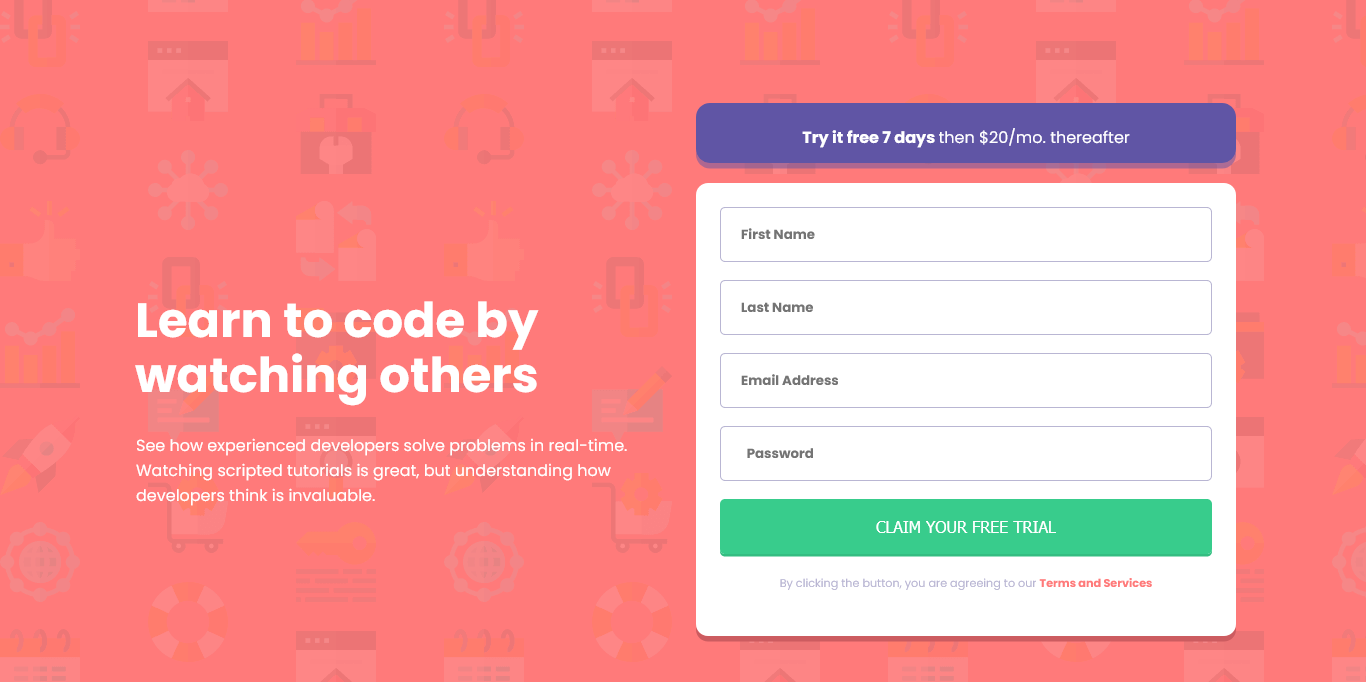 Learn to code by
watching others
See how experienced developers solve problems in real-time.
Watching scripted tutorials is great, but understanding how
developers think is invaluable.
Try it free 7 days then $20/mo. thereafter
First Name
Last Name
Email Address
Password
CLAIM YOUR FREE TRIAL
By clicking the button, you are agreeing to our Terms and Services